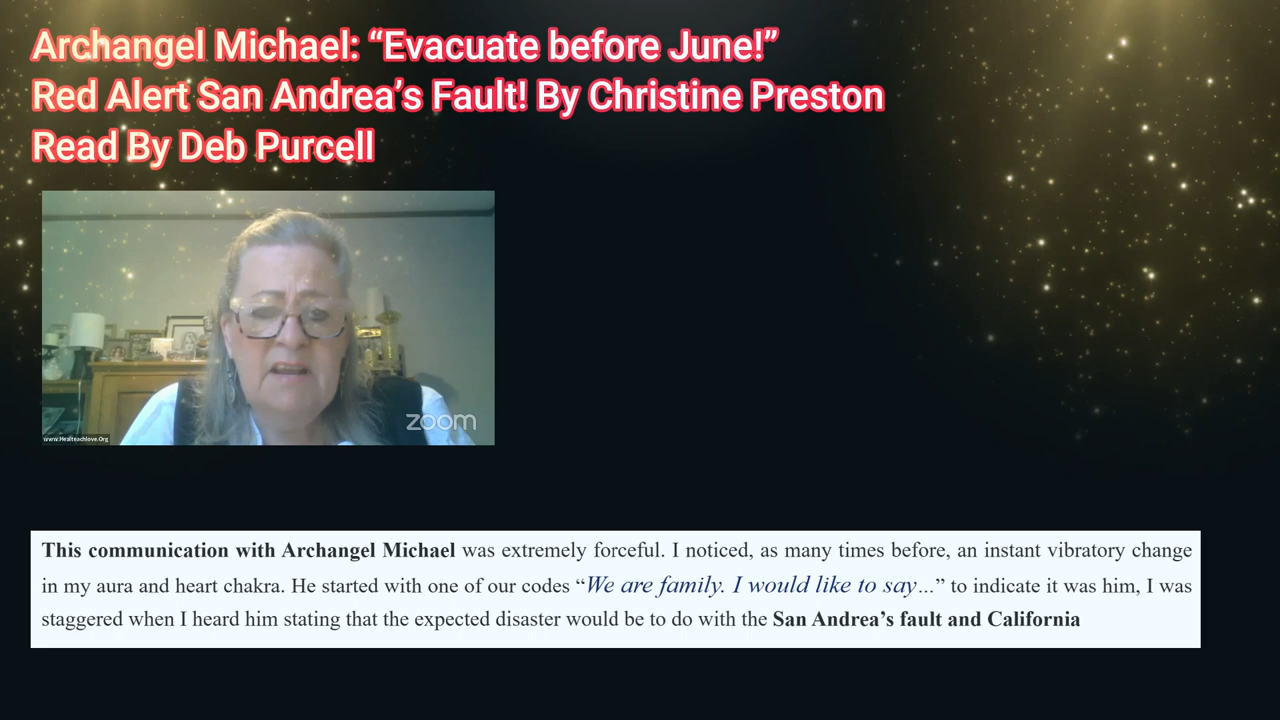 Archangel Michael: “Evacuate before June!”
Red Alert San Andrea’s Fault! By Christine Preston
Read By Deb Purcell
zoom
www.Healteachlove.Org
This communication with Archangel Michael was extremely forceful. I noticed, as many times before, an instant vibratory change
in my aura and heart chakra. He started with one of our codes “We are family. I would like to say...” to indicate it was him, I was
staggered when I heard him stating that the expected disaster would be to do with the San Andrea’s fault and California